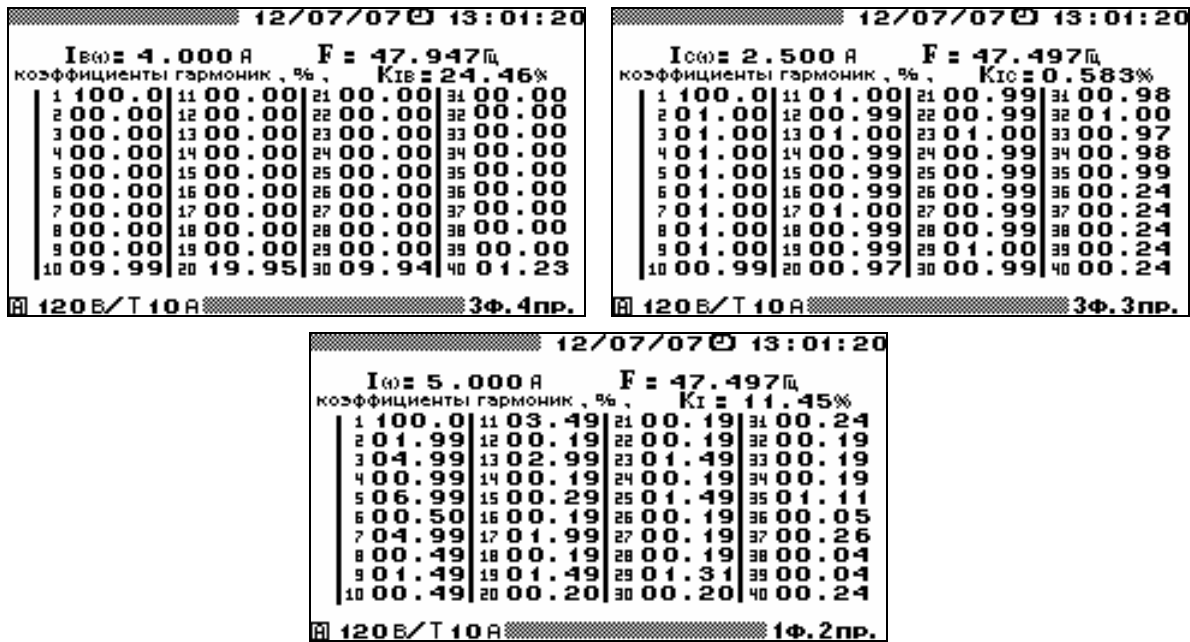 12/07/07 13:01:20
IB(1)= 4.000 А F = 47.947Гц
коэффициенты гармоник , % , KIB = 24.46%
1 100.0 11 00.00 21 00.00 31 00.00
2 00.00 12 00.00 22 00.00 32 00.00
3 00.00 13 00.00 23 00.00 33 00.00
4 00.00 14 00.00 24 00.00 34 00.00
5 00.00 15 00.00 25 00.00 35 00.00
6 00.00 16 00.00 26 00.00 36 00.00
7 00.00 17 00.00 27 00.00 37 00.00
8 00.00 18 00.00 28 00.00 38 00.00
9 00.00 19 00.00 29 00.00 39 00.00
10 09.99 20 19.95 30 09.94 40 01.23
А 120В/Т10А 3ф.4пр.
12/07/07 13:01:20
IC(1)= 2.500 А F = 47.497Гц
коэффициенты гармоник , % , KIC = 0.583%
1 100.0 11 01.00 21 00.99 31 00.98
2 01.00 12 00.99 22 00.99 32 01.00
3 01.00 13 01.00 23 01.00 33 00.97
4 01.00 14 00.99 24 00.99 34 00.98
5 01.00 15 00.99 25 00.99 35 00.99
6 01.00 16 00.99 26 00.99 36 00.24
7 01.00 17 01.00 27 00.99 37 00.24
8 01.00 18 00.99 28 00.99 38 00.24
9 01.00 19 00.99 29 01.00 39 00.24
10 00.99 20 00.97 30 00.99 40 00.24
А 120В/Т10А 3ф.3пр.
12/07/07 13:01:20
I(1)= 5.000 А F = 47.497Гц
коэффициенты гармоник , % , KI = 11.45%
1 100.0 11 03.49 21 00.19 31 00.24
2 01.99 12 00.19 22 00.19 32 00.19
3 04.99 13 02.99 23 01.49 33 00.19
4 00.99 14 00.19 24 00.19 34 00.19
5 06.99 15 00.29 25 01.49 35 01.11
6 00.50 16 00.19 26 00.19 36 00.05
7 04.99 17 01.99 27 00.19 37 00.26
8 00.49 18 00.19 28 00.19 38 00.04
9 01.49 19 01.49 29 01.31 39 00.04
10 00.49 20 00.20 30 00.20 40 00.24
А 120В/Т10А 1ф.2пр.